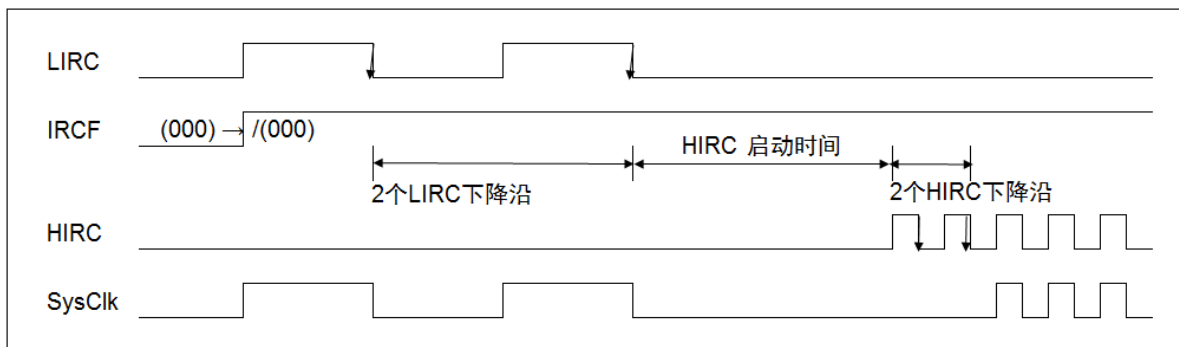 LIRC
IRCF (000) → /(000)
HIRC 启动时间
2个LIRC下降沿 2个HIRC下降沿
HIRC
SysClk